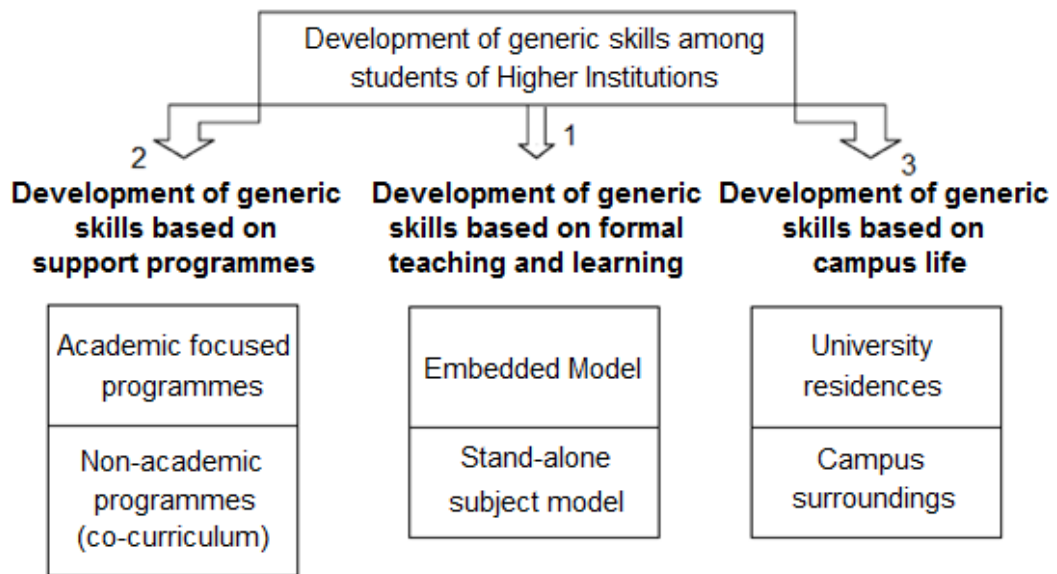 Development of generic skills among
students of Higher Institutions
2
Development of generic
skills based on
support programmes
Academic focused
programmes
Non-academic
programmes
(co-curriculum)
1
Development of generic
skills based on formal
teaching and learning
Embedded Model
Stand-alone
subject model
3
Development of generic
skills based on
campus life
University
residences
Campus
surroundings